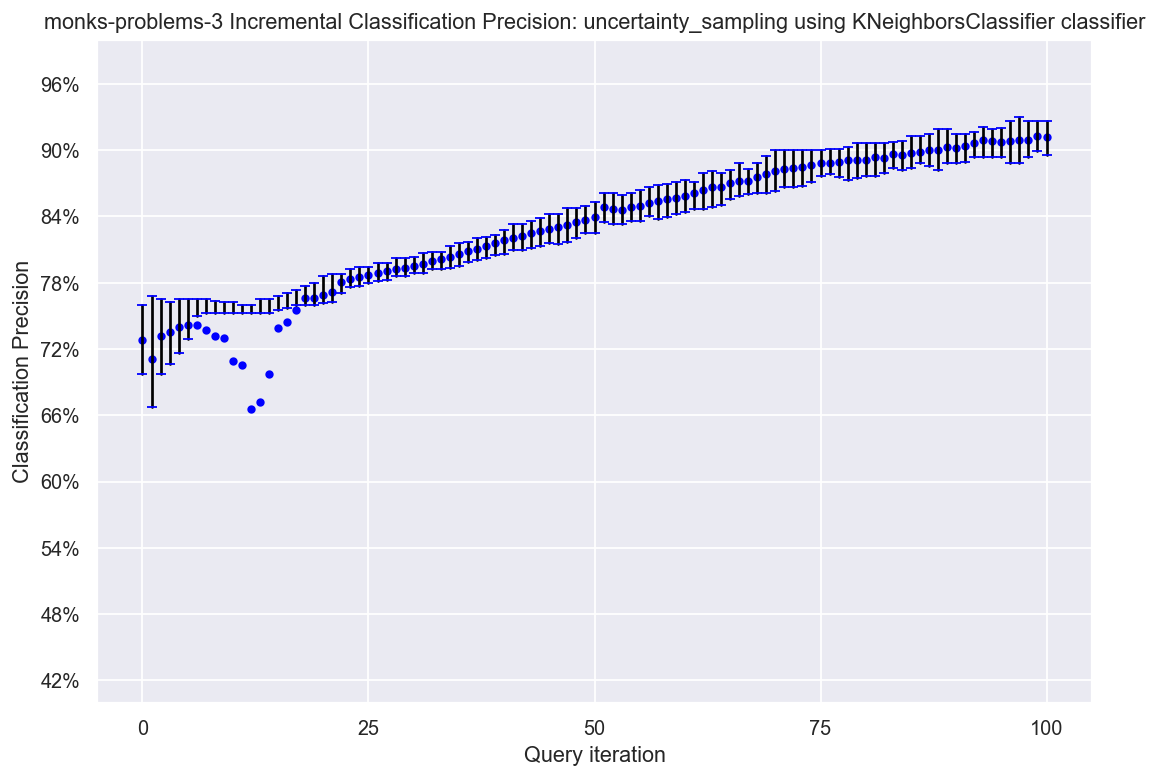 monks-problems-3 Incremental Classification Precision: uncertainty_sampling using KNeighborsClassifier classifier
96%
90%
84%
78%
72%
66%
60%
54%
48%
42%
Classification Precision
0 25 50 75 100
Query iteration